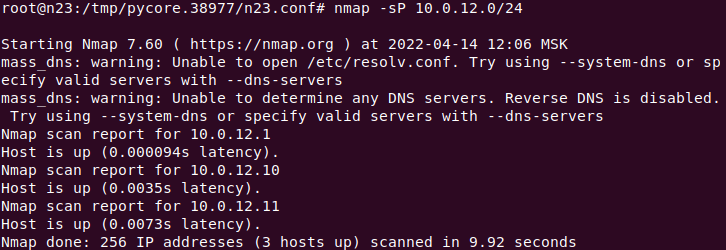 root@n23:/tmp/pycore.38977/n23.conf# nmap -sP 10.0.12.0/24
Starting Nmap 7.60 ( https://nmap.org ) at 2022-04-14 12:06 MSK
mass_dns: warning: Unable to open /etc/resolv.conf. Try using --system-dns or sp
ecify valid servers with --dns-servers
mass_dns: warning: Unable to determine any DNS servers. Reverse DNS is disabled.
 Try using --system-dns or specify valid servers with --dns-servers
Nmap scan report for 10.0.12.1
Host is up (0.000094s latency).
Nmap scan report for 10.0.12.10
Host is up (0.0035s latency).
Nmap scan report for 10.0.12.11
Host is up (0.0073s latency).
Nmap done: 256 IP addresses (3 hosts up) scanned in 9.92 seconds